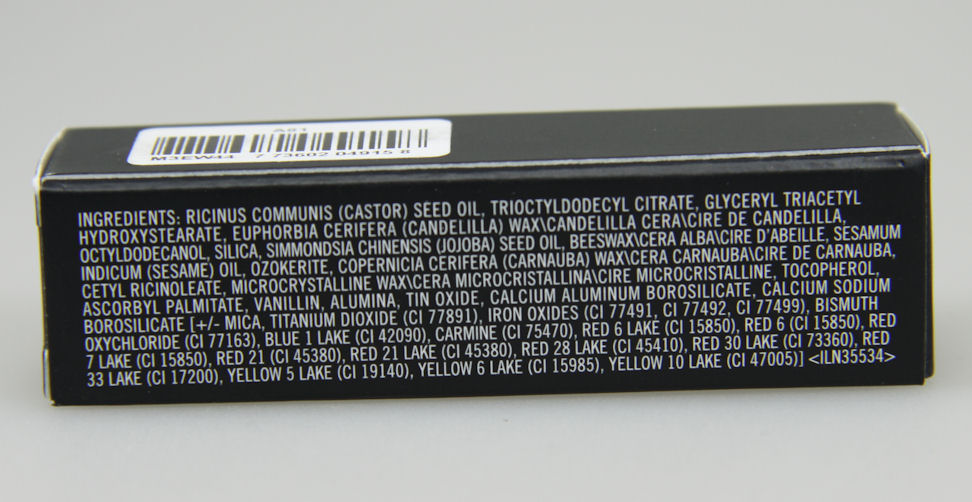 A81
M3EW44 7 73602 04915 8
INGREDIENTS: RICINUS COMMUNIS (CASTOR) SEED OIL, TRIOCTYLDODECYL CITRATE, GLYCERYL TRIACETYL
HYDROXYSTEARATE, EUPHORBIA CERIFERA (CANDELILLA) WAX\CANDELILLA CERA\CIRE DE CANDELILLA,
OCTYLDODECANOL, SILICA, SIMMONDSIA CHINENSIS (JOJOBA) SEED OIL, BEESWAX\CERA ALBA\CIRE D'ABEILLE, SESAMUM
INDICUM (SESAME) OIL, OZOKERITE, COPERNICIA CERIFERA (CARNAUBA) WAX\CERA CARNAUBA\CIRE DE CARNAUBA,
CETYL RICINOLEATE, MICROCRYSTALLINE WAX\CERA MICROCRISTALLINA\CIRE MICROCRISTALLINE, TOCOPHEROL,
ASCORBYL PALMITATE, VANILLIN, ALUMINA, TIN OXIDE, CALCIUM ALUMINUM BOROSILICATE, CALCIUM SODIUM
BOROSILICATE [+/- MICA, TITANIUM DIOXIDE (CI 77891), IRON OXIDES (CI 77491, CI 77492, CI 77499), BISMUTH
OXYCHLORIDE (CI 77163), BLUE 1 LAKE (CI 42090), CARMINE (CI 75470), RED 6 LAKE (CI 15850), RED 6 (CI 15850), RED
7 LAKE (CI 15850), RED 21 (CI 45380), RED 21 LAKE (CI 45380), RED 28 LAKE (CI 45410), RED 30 LAKE (CI 73360), RED
33 LAKE (CI 17200), YELLOW 5 LAKE (CI 19140), YELLOW 6 LAKE (CI 15985), YELLOW 10 LAKE (CI 47005)] <ILN35534>